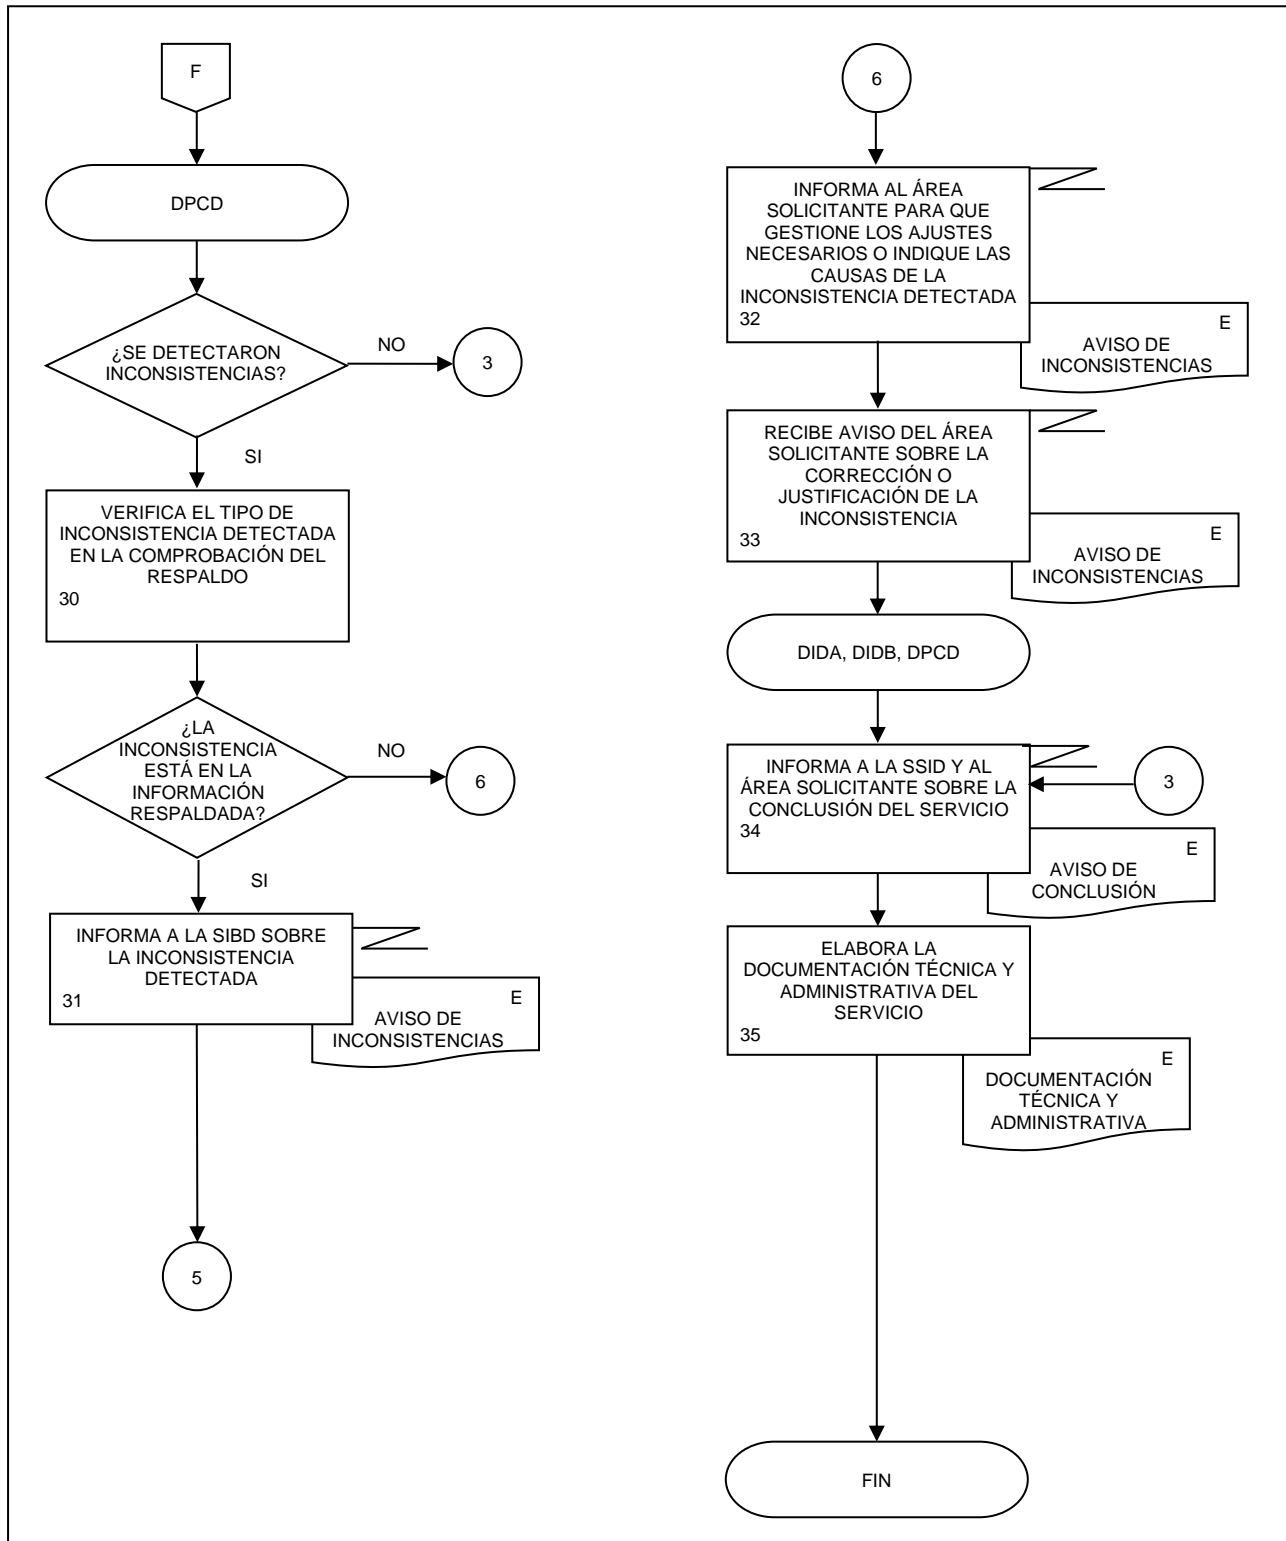 F
DPCD
¿SE DETECTARON
INCONSISTENCIAS?
NO
3
SI
VERIFICA EL TIPO DE
INCONSISTENCIA DETECTADA
EN LA COMPROBACIÓN DEL
RESPALDO
30
¿LA
INCONSISTENCIA
ESTÁ EN LA
INFORMACIÓN
RESPALDADA?
NO
6
SI
INFORMA A LA SIBD SOBRE
LA INCONSISTENCIA
DETECTADA
31
E
AVISO DE
INCONSISTENCIAS
5
6
INFORMA AL ÁREA
SOLICITANTE PARA QUE
GESTIONE LOS AJUSTES
NECESARIOS O INDIQUE LAS
CAUSAS DE LA
INCONSISTENCIA DETECTADA
32
E
AVISO DE
INCONSISTENCIAS
RECIBE AVISO DEL ÁREA
SOLICITANTE SOBRE LA
CORRECCIÓN O
JUSTIFICACIÓN DE LA
INCONSISTENCIA
33
E
AVISO DE
INCONSISTENCIAS
DIDA, DIDB, DPCD
INFORMA A LA SSID Y AL
ÁREA SOLICITANTE SOBRE LA
CONCLUSIÓN DEL SERVICIO
34
3
E
AVISO DE
CONCLUSIÓN
ELABORA LA
DOCUMENTACIÓN TÉCNICA Y
ADMINISTRATIVA DEL
SERVICIO
35
E
DOCUMENTACIÓN
TÉCNICA Y
ADMINISTRATIVA
FIN